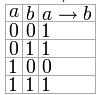 a b a → b
0 0 1
0 1 1
1 0 0
1 1 1